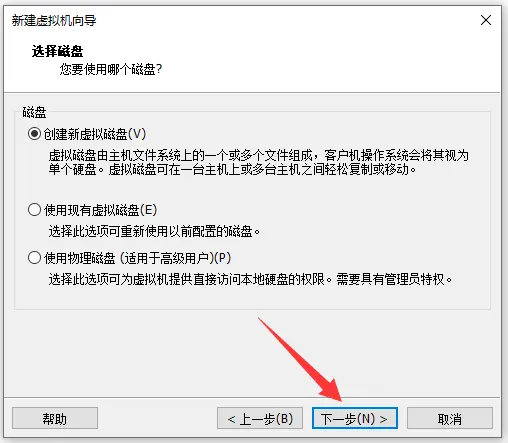 新建虚拟机向导
选择磁盘
您要使用哪个磁盘?
磁盘
创建新虚拟磁盘(V)
虚拟磁盘由主机文件系统上的一个或多个文件组成，客户机操作系统会将其视为
单个硬盘。虚拟磁盘可在一台主机上或多台主机之间轻松复制或移动。
使用现有虚拟磁盘(E)
选择此选项可重新使用以前配置的磁盘。
使用物理磁盘 (适用于高级用户)(P)
选择此选项可为虚拟机提供直接访问本地硬盘的权限。需要具有管理员特权。
帮助
< 上一步(B)
下一步(N) >
取消